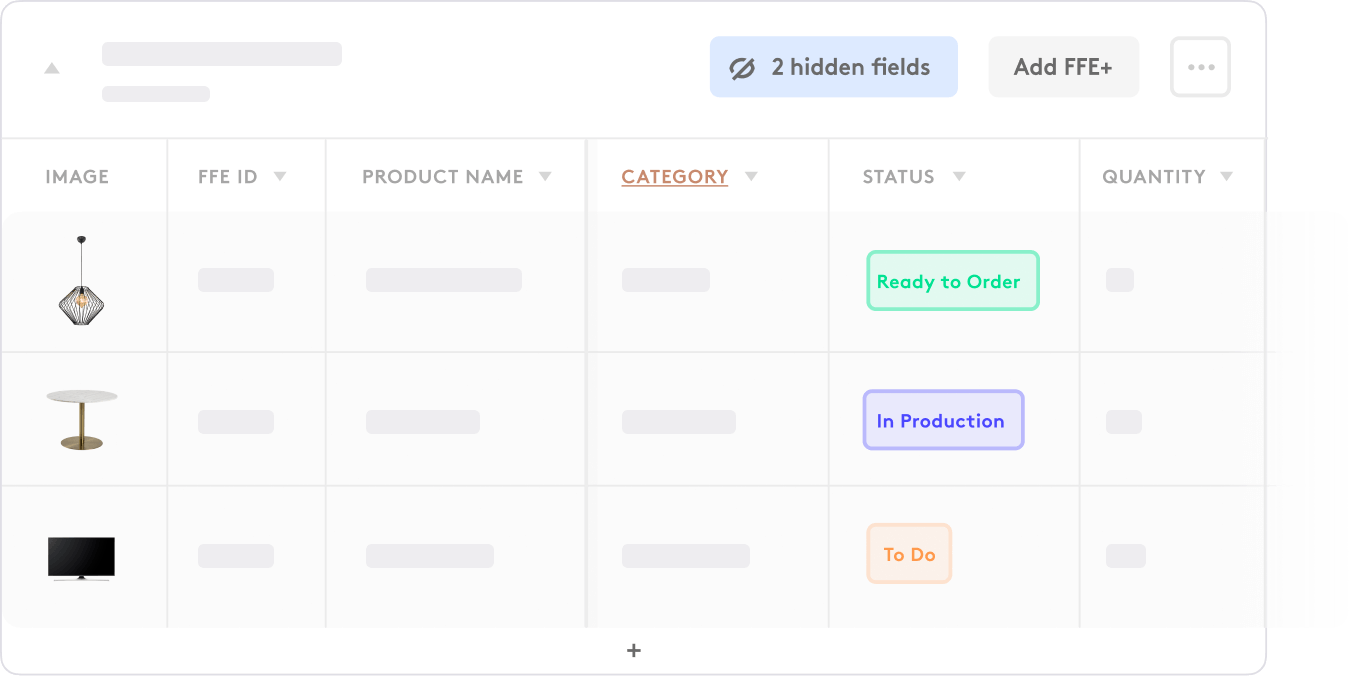 2 hidden fields
Add FFE+
IMAGE
FFE ID
PRODUCT NAME
CATEGORY
STATUS
QUANTITY
Ready to Order
In Production
To Do
+